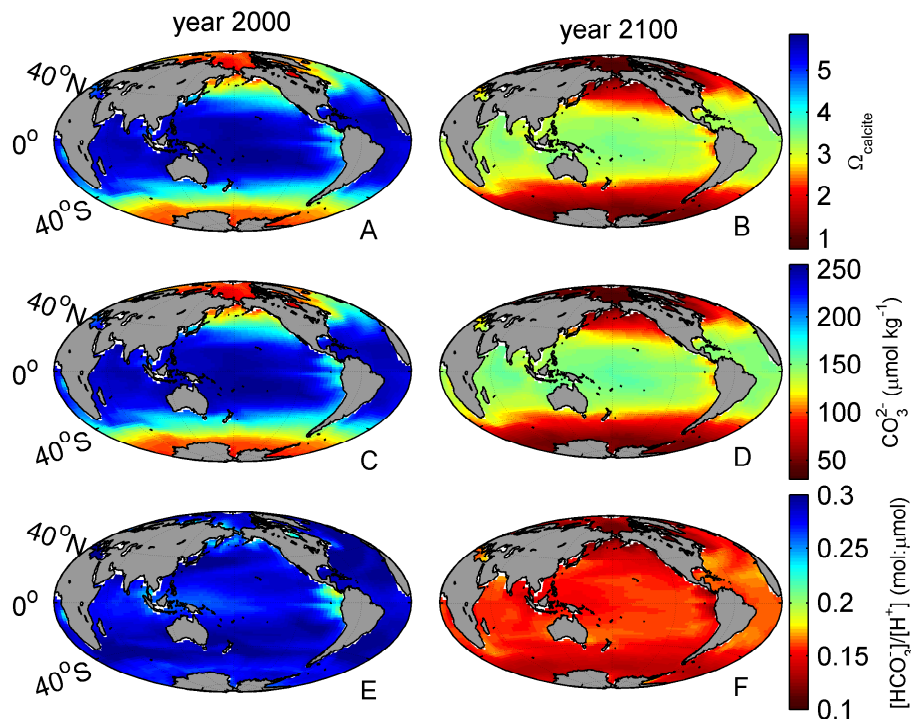 year 2000
year 2100
40°N
0°
40°S
A
B
5
4
3
2
1
Ωcalcite
40°N
0°
40°S
C
D
250
200
150
100
50
CO₃²⁻ (μmol kg⁻¹)
40°N
0°
40°S
E
F
0.3
0.25
0.2
0.15
0.1
[HCO₃⁻]/[H⁺] (mol:μmol)